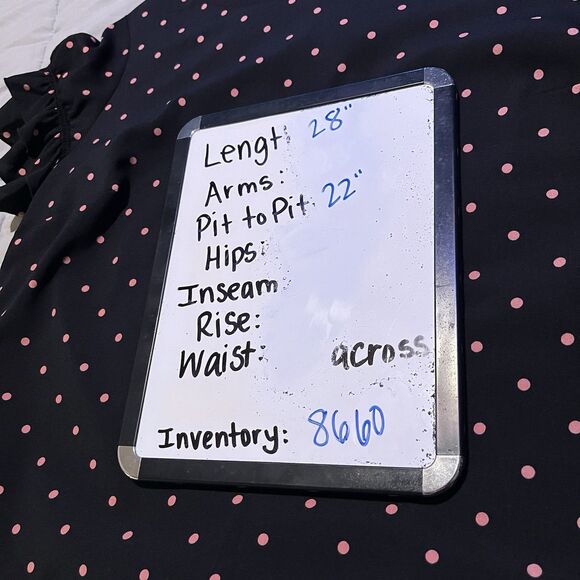 Lengt 28"
Arms:
Pit to Pit: 22"
Hips:
Inseam
Rise:
Waist: across
Inventory: 8660